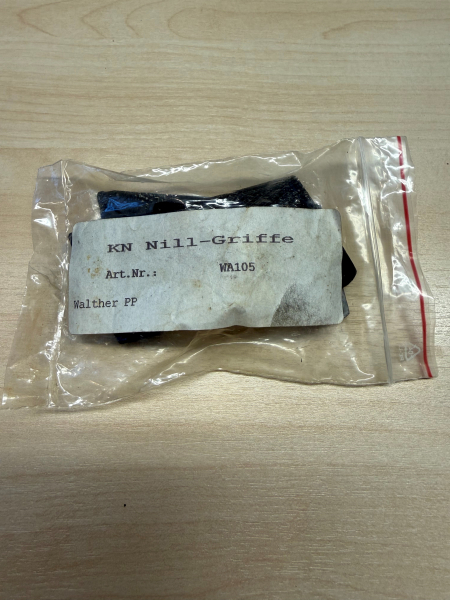 KN Nill-Griffe
Art.Nr.: WA105
Walther PP